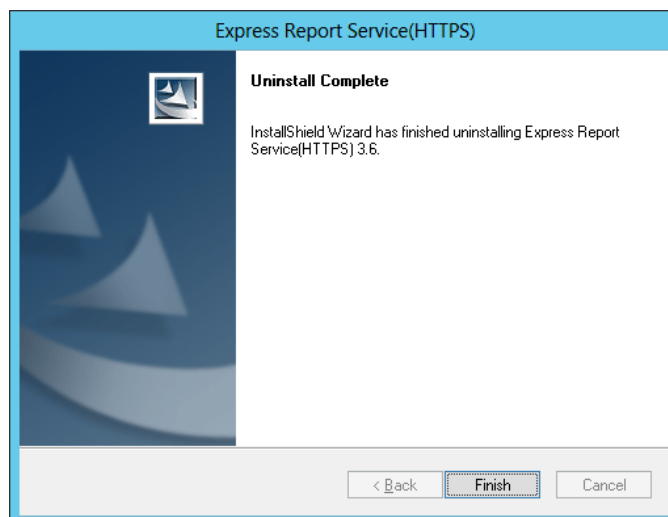 Express Report Service(HTTPS)
Uninstall Complete
InstallShield Wizard has finished uninstalling Express Report
Service(HTTPS) 3.6.
< Back
Finish
Cancel